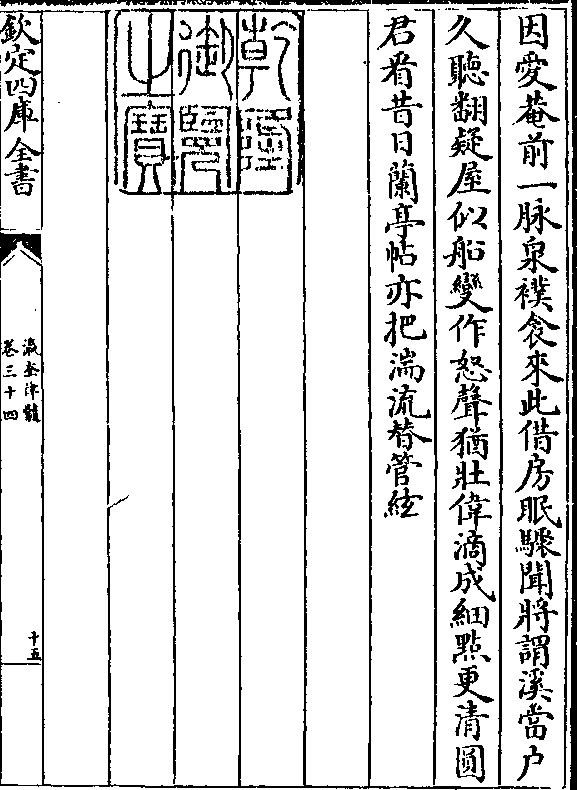 因愛菴前一脉泉襆衾來此借房眠驟聞將謂溪當户
久聽翻疑屋似船變作怒聲猶壯偉滴成細㸃更清圓
君看昔日蘭亭帖亦把湍流替管絃
乾隆御覽之寶
欽定四庫全書
瀛奎律髓
卷三十四
十五